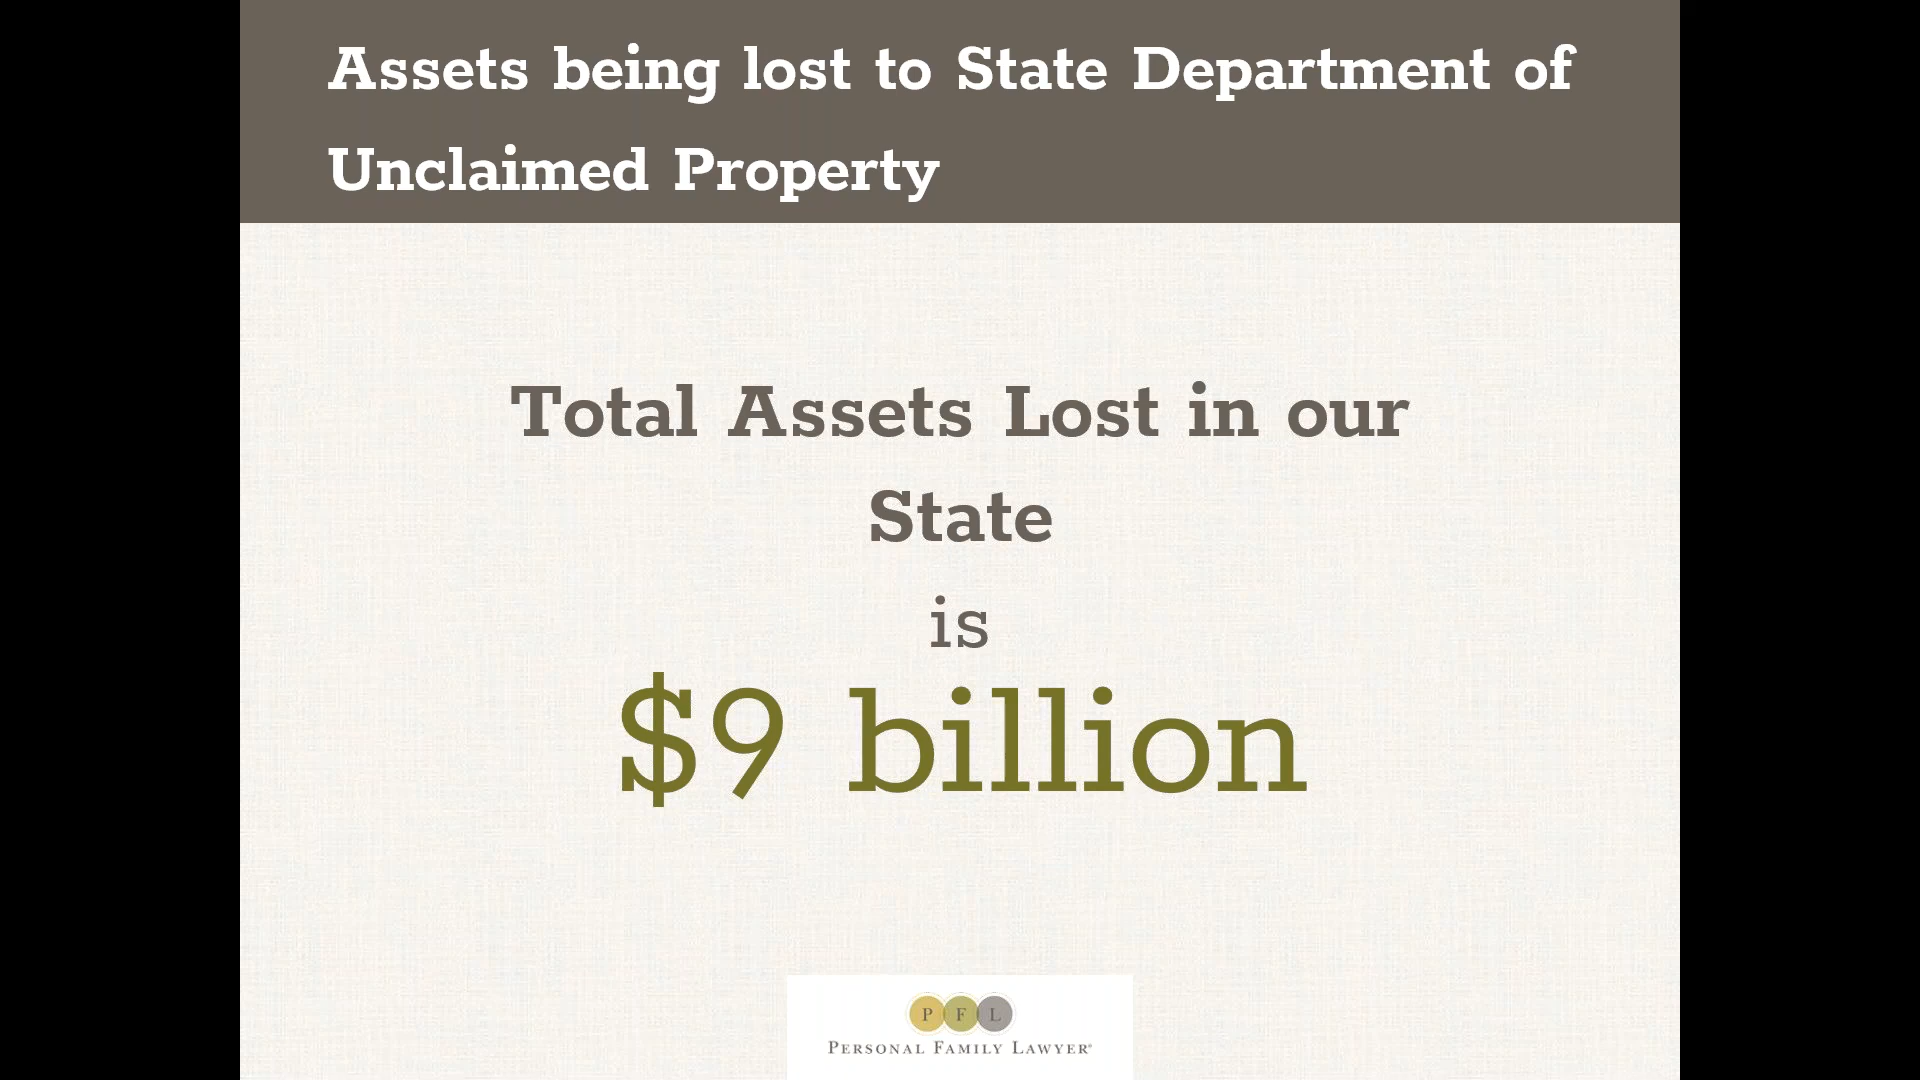 Assets being lost to State Department of
Unclaimed Property
Total Assets Lost in our
State
is
$9 billion
P F L
PERSONAL FAMILY LAWYER®